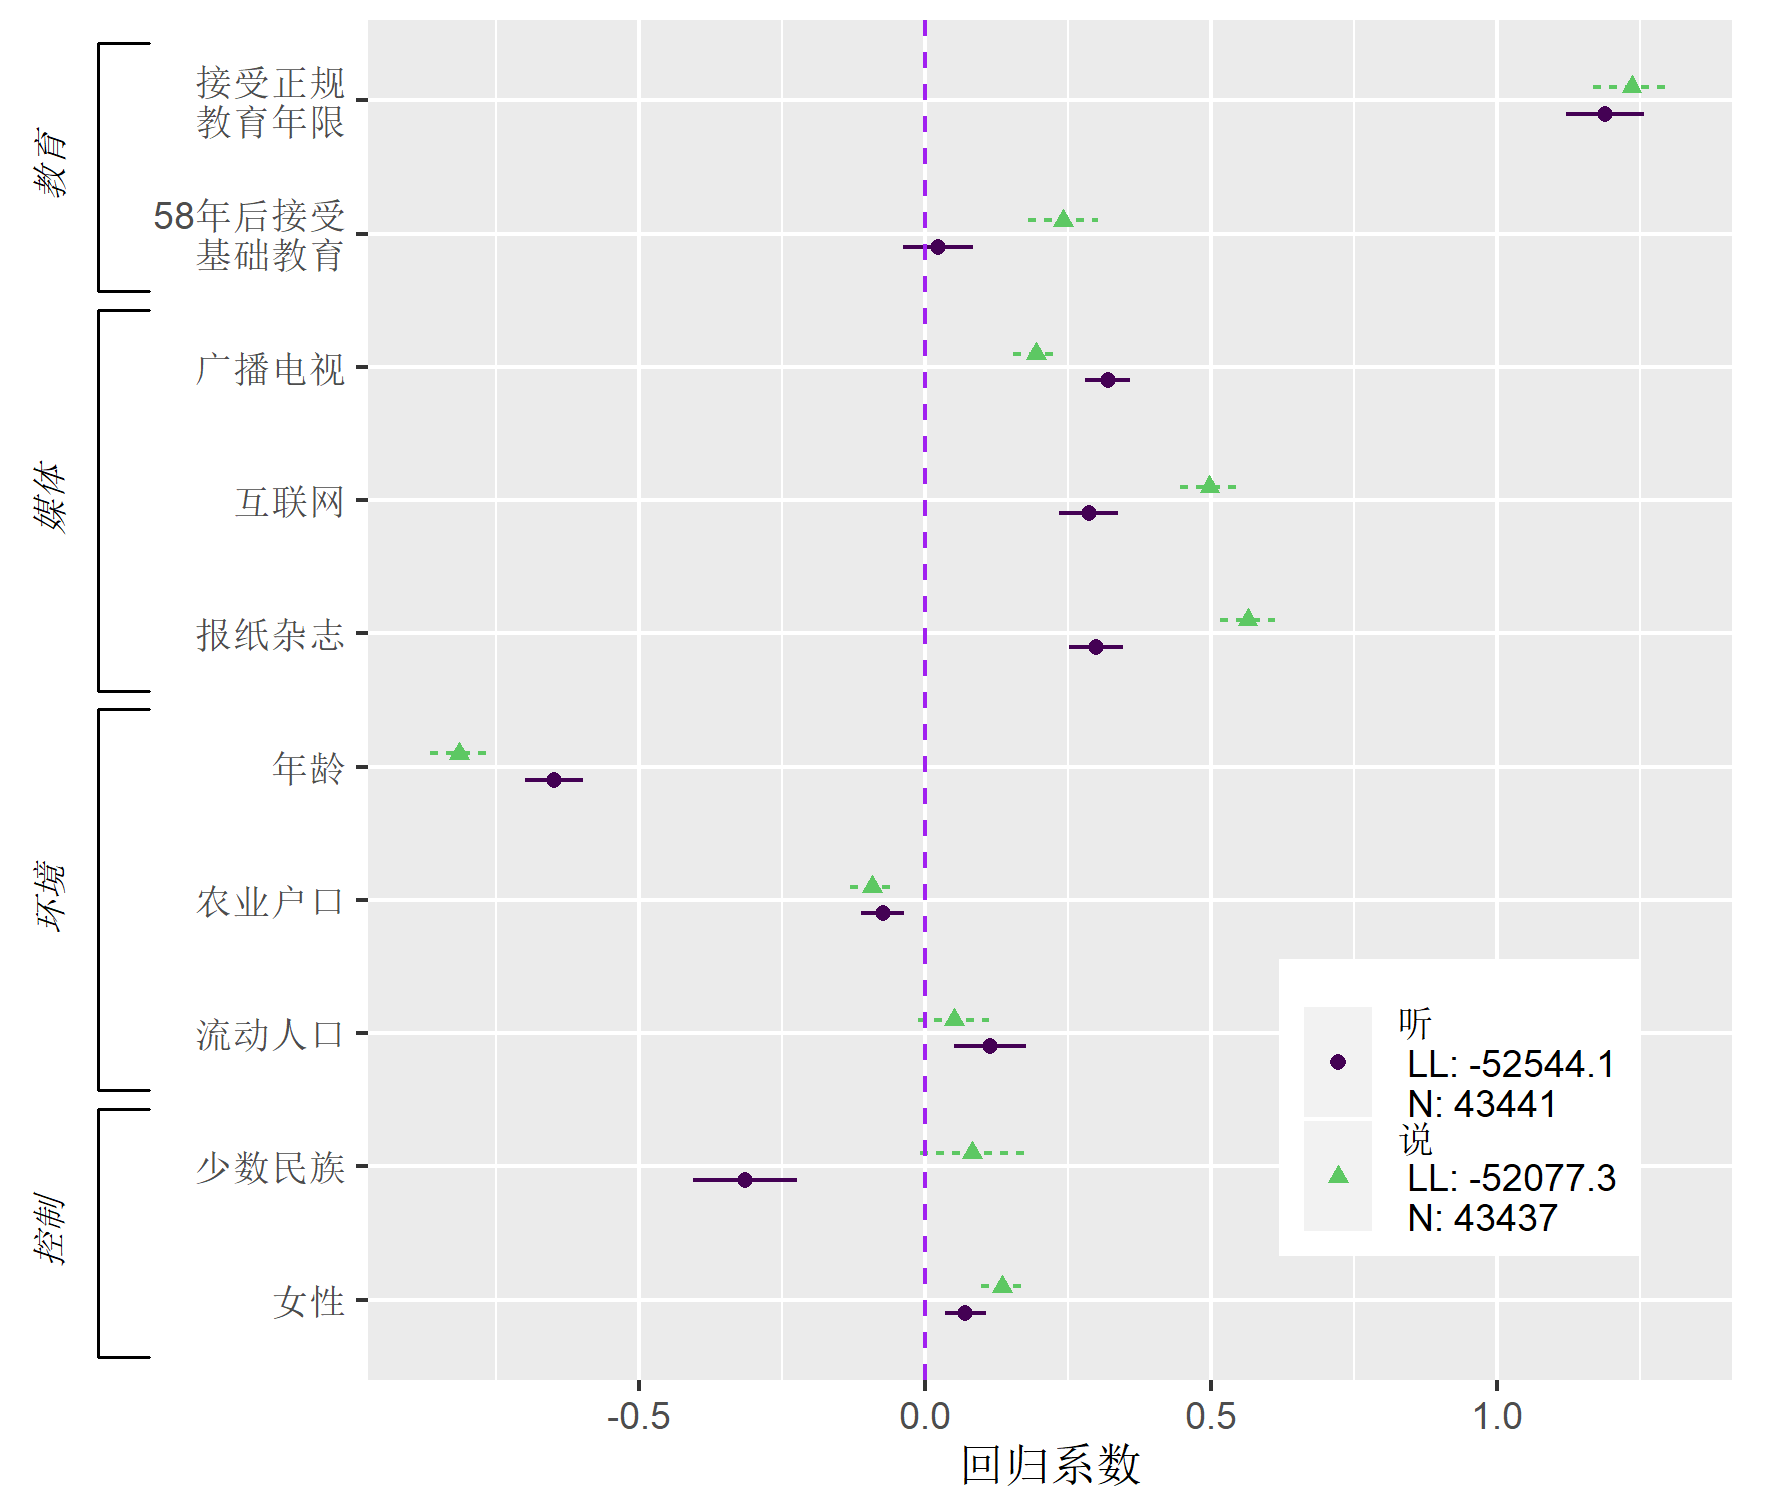 教育
接受正规
教育年限
58年后接受
基础教育
媒体
广播电视
互联网
报纸杂志
环境
年龄
农业户口
流动人口
控制
少数民族
女性
听
LL: -52544.1
N: 43441
说
LL: -52077.3
N: 43437
-0.5
0.0
0.5
1.0
回归系数